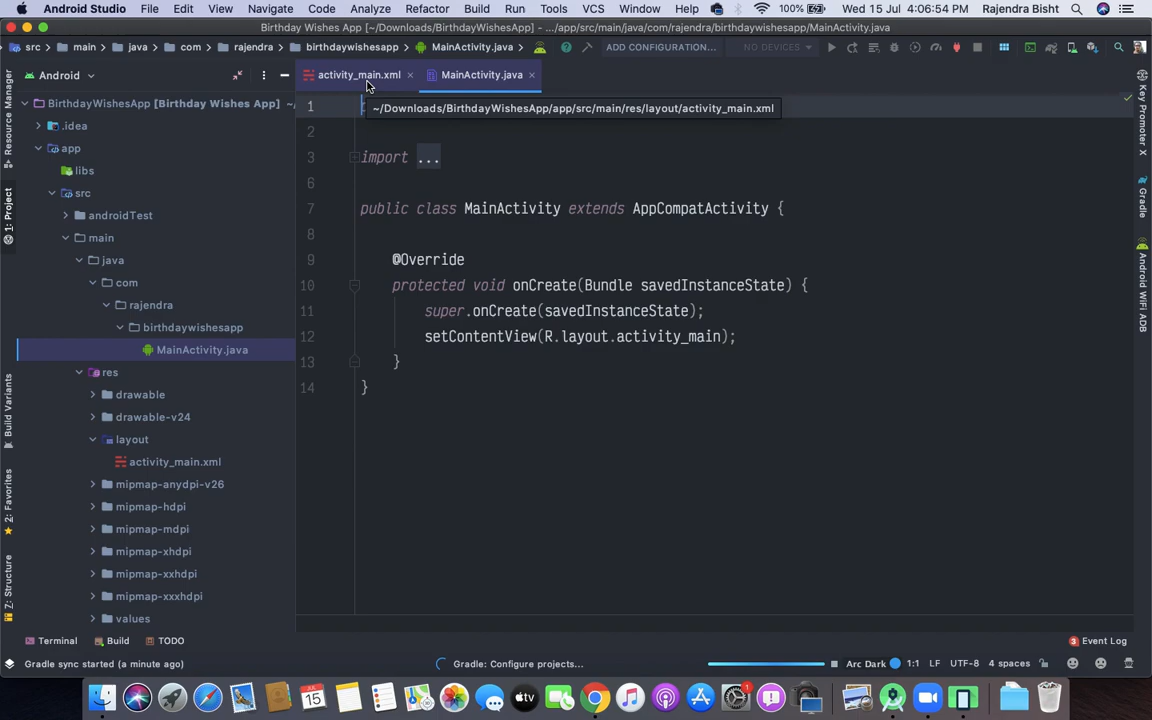 Android Studio File Edit View Navigate Code Analyze Refactor Build Run Tools VCS Window Help 100% Wed 15 Jul 4:06:54 PM Rajendra Bisht
Birthday Wishes App [~/Downloads/BirthdayWishesApp] - .../app/src/main/java/com/rajendra/birthdaywishesapp/MainActivity.java
src main java com rajendra birthdaywishesapp MainActivity.java ADD CONFIGURATION... NO DEVICES
Android
activity_main.xml MainActivity.java
BirthdayWishesApp [Birthday Wishes App] ~/
.idea
app
libs
src
androidTest
main
java
com
rajendra
birthdaywishesapp
MainActivity.java
res
drawable
drawable-v24
layout
activity_main.xml
mipmap-anydpi-v26
mipmap-hdpi
mipmap-mdpi
mipmap-xhdpi
mipmap-xxhdpi
mipmap-xxxhdpi
values
~/Downloads/BirthdayWishesApp/app/src/main/res/layout/activity_main.xml
1
2
3 import ...
6
7 public class MainActivity extends AppCompatActivity {
8
9 @Override
10 protected void onCreate(Bundle savedInstanceState) {
11 super.onCreate(savedInstanceState);
12 setContentView(R.layout.activity_main);
13 }
14 }
Resource Manager
1: Project
Build Variants
2: Favorites
7: Structure
Key Promoter X
Gradle
Android WiFi ADB
Terminal Build TODO 3 Event Log
Gradle sync started (a minute ago) Gradle: Configure projects... Arc Dark 1:1 LF UTF-8 4 spaces
JUL
15
tv
1